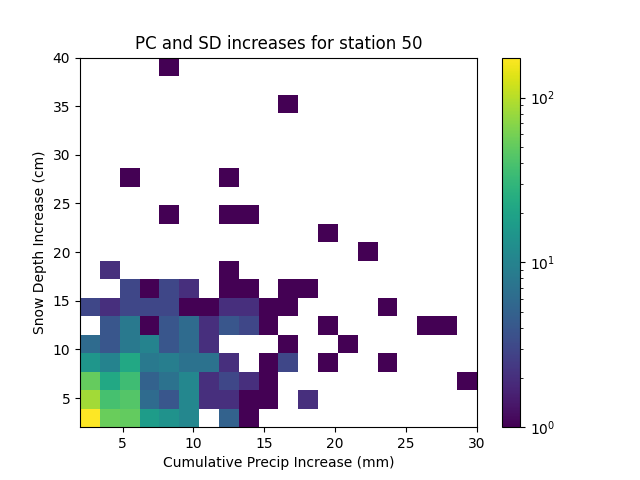 PC and SD increases for station 50
40
35
30
25
20
15
10
5
Snow Depth Increase (cm)
5 10 15 20 25 30
Cumulative Precip Increase (mm)
10²
10¹
10⁰